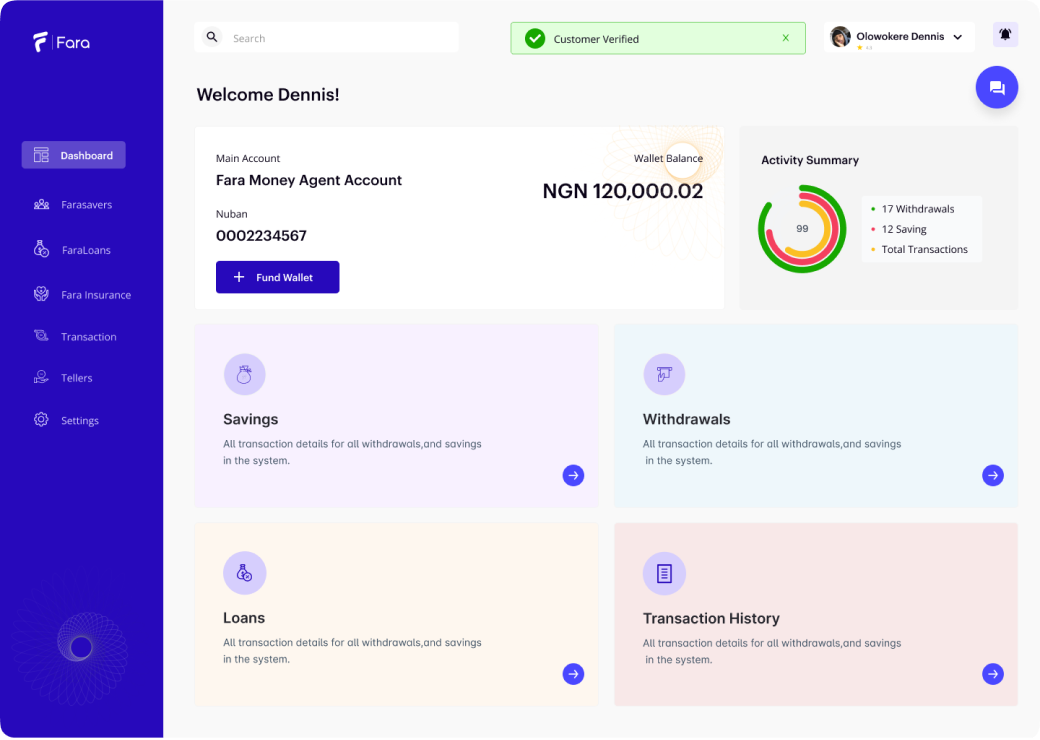 Fara
Search
Customer Verified
X
Olowokere Dennis
Welcome Dennis!
Dashboard
Farasavers
FaraLoans
Fara Insurance
Transaction
Tellers
Settings
Main Account
Fara Money Agent Account
Nuban
0002234567
Fund Wallet
Wallet Balance
NGN 120,000.02
Activity Summary
99
17 Withdrawals
12 Saving
Total Transactions
Savings
All transaction details for all withdrawals,and savings
in the system.
Withdrawals
All transaction details for all withdrawals,and savings
in the system.
Loans
All transaction details for all withdrawals,and savings
in the system.
Transaction History
All transaction details for all withdrawals,and savings
in the system.